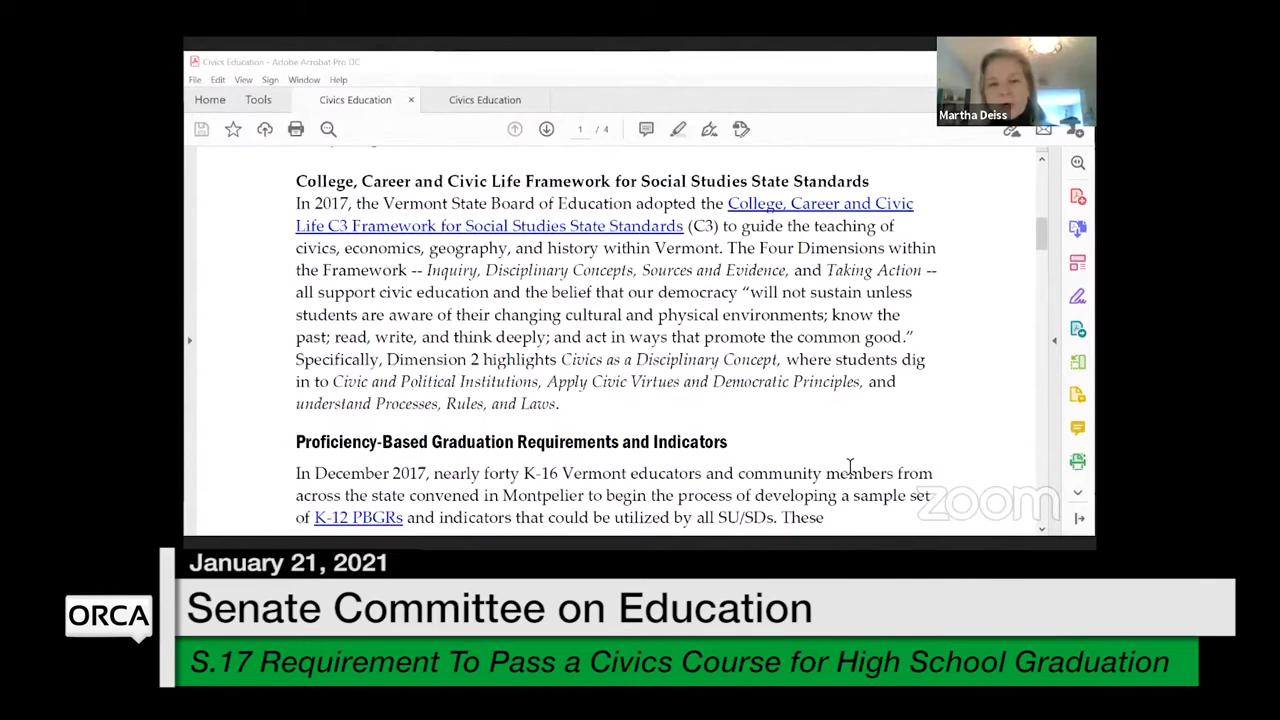 Civics Education - Adobe Acrobat Pro DC
File Edit View Sign Window Help
Home Tools Civics Education × Civics Education
1 / 4
Martha Deiss
College, Career and Civic Life Framework for Social Studies State Standards
In 2017, the Vermont State Board of Education adopted the College, Career and Civic
Life C3 Framework for Social Studies State Standards (C3) to guide the teaching of
civics, economics, geography, and history within Vermont. The Four Dimensions within
the Framework -- Inquiry, Disciplinary Concepts, Sources and Evidence, and Taking Action --
all support civic education and the belief that our democracy “will not sustain unless
students are aware of their changing cultural and physical environments; know the
past; read, write, and think deeply; and act in ways that promote the common good.”
Specifically, Dimension 2 highlights Civics as a Disciplinary Concept, where students dig
in to Civic and Political Institutions, Apply Civic Virtues and Democratic Principles, and
understand Processes, Rules, and Laws.
Proficiency-Based Graduation Requirements and Indicators
In December 2017, nearly forty K-16 Vermont educators and community members from
across the state convened in Montpelier to begin the process of developing a sample set
of K-12 PBGRs and indicators that could be utilized by all SU/SDs. These
zoom
January 21, 2021
ORCA
Senate Committee on Education
S.17 Requirement To Pass a Civics Course for High School Graduation